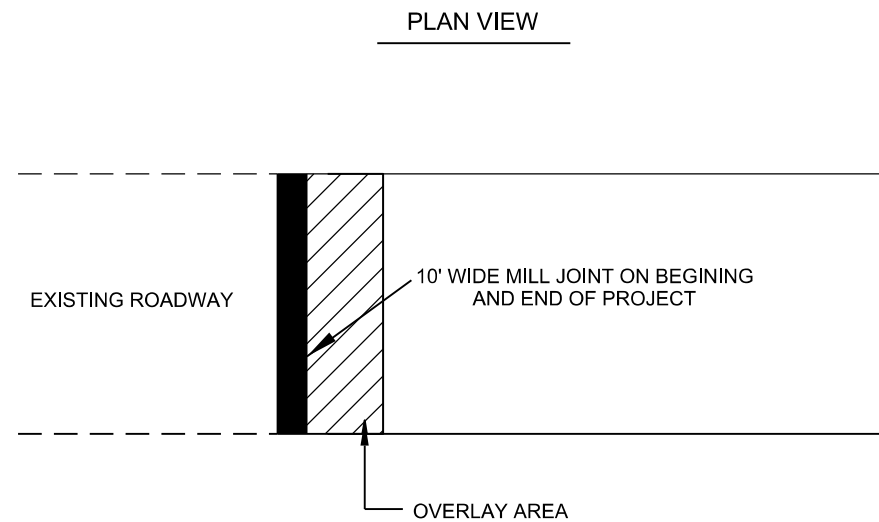 PLAN VIEW
EXISTING ROADWAY
10' WIDE MILL JOINT ON BEGINING
AND END OF PROJECT
OVERLAY AREA